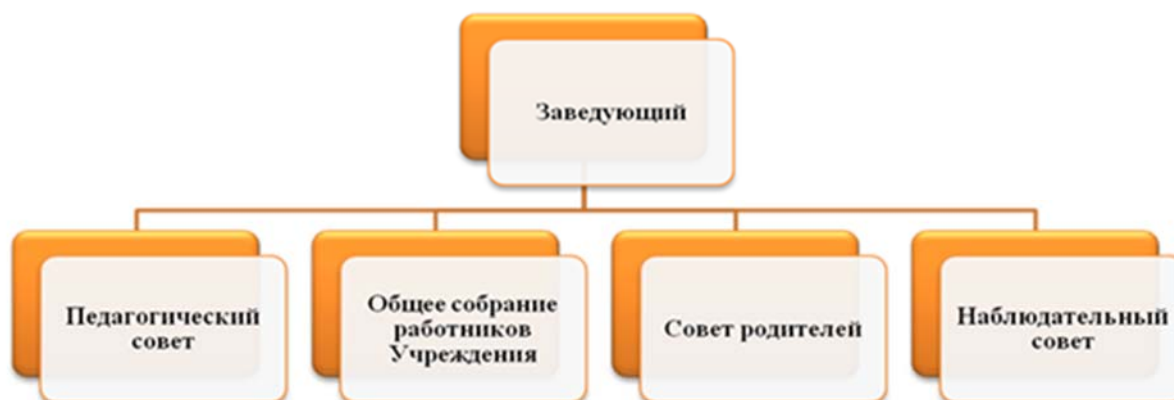 Заведующий
Педагогический
совет
Общее собрание
работников
Учреждения
Совет родителей
Наблюдательный
совет